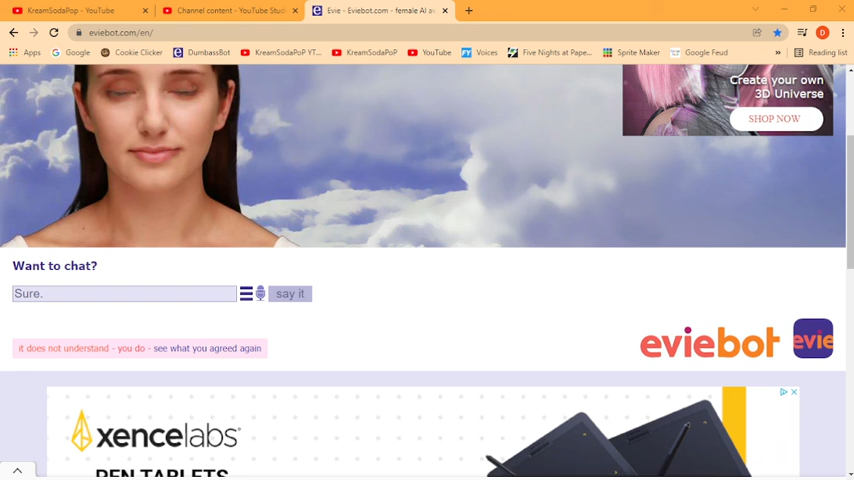 KreamSodaPop - YouTube
Channel content - YouTube Stud
Evie - Eviebot.com - female AI av
eviebot.com/en/
D
Apps
Google
Cookie Clicker
DumbassBot
KreamSodaPoP YT...
KreamSodaPoP
YouTube
FY Voices
Five Nights at Pape...
Sprite Maker
Google Feud
Reading list
Create your own
3D Universe
SHOP NOW
Want to chat?
Sure.
say it
it does not understand - you do - see what you agreed again
eviebot
evie
xencelabs
PEN TABLETS